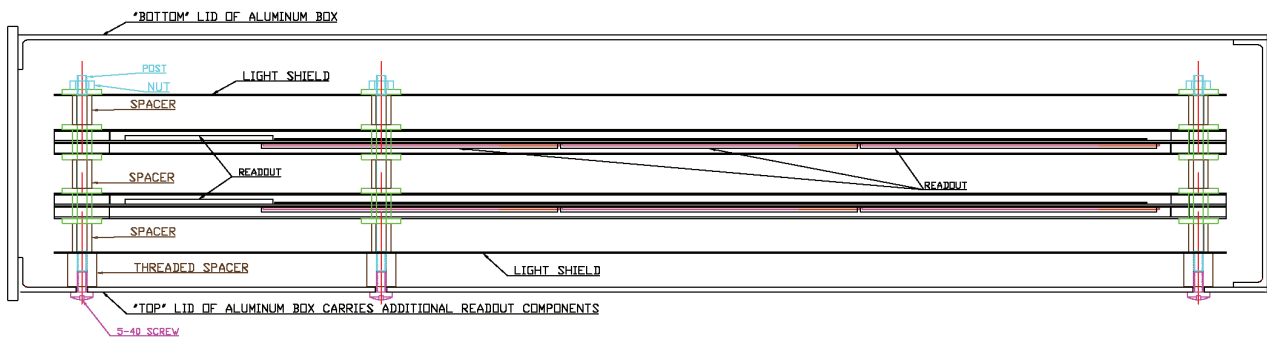 "BOTTOM" LID OF ALUMINUM BOX
POST
NUT
LIGHT SHIELD
SPACER
READOUT
SPACER
READOUT
SPACER
THREADED SPACER
LIGHT SHIELD
"TOP" LID OF ALUMINUM BOX CARRIES ADDITIONAL READOUT COMPONENTS
5-40 SCREW